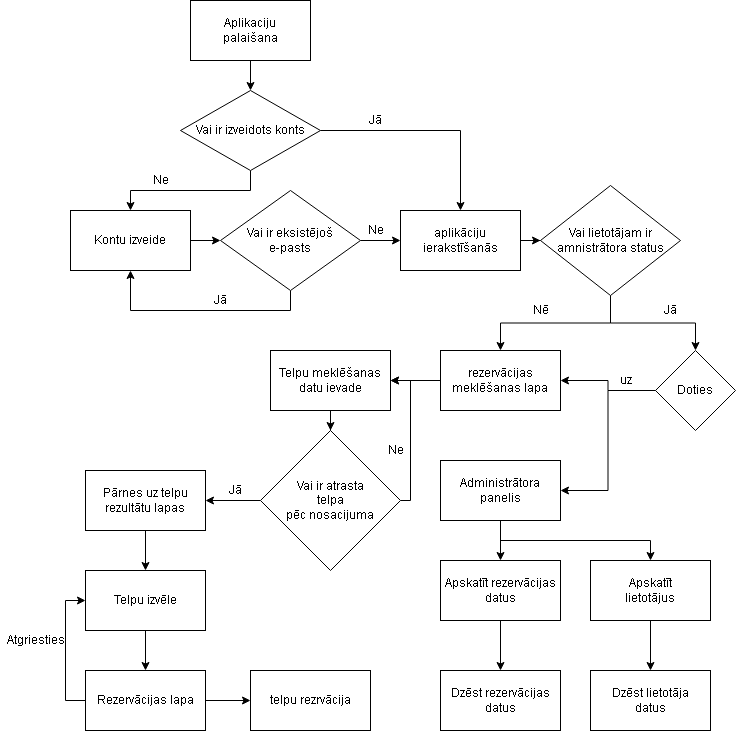 Aplikaciju
palaišana
Vai ir izveidots konts
Jā
Ne
Kontu izveide
Vai ir eksistējoš
e-pasts
Ne
Jā
aplikāciju
ierakstīšanās
Vai lietotājam ir
amnistrātora status
Nē
Jā
Telpu meklēšanas
datu ievade
rezervācijas
meklēšanas lapa
uz
Doties
Ne
Vai ir atrasta
telpa
pēc nosacijuma
Jā
Pārnes uz telpu
rezultātu lapas
Administrātora
panelis
Telpu izvēle
Apskatīt rezervācijas
datus
Apskatīt
lietotājus
Atgriesties
Rezervācijas lapa
telpu rezrvācija
Dzēst rezervācijas
datus
Dzēst lietotāja
datus